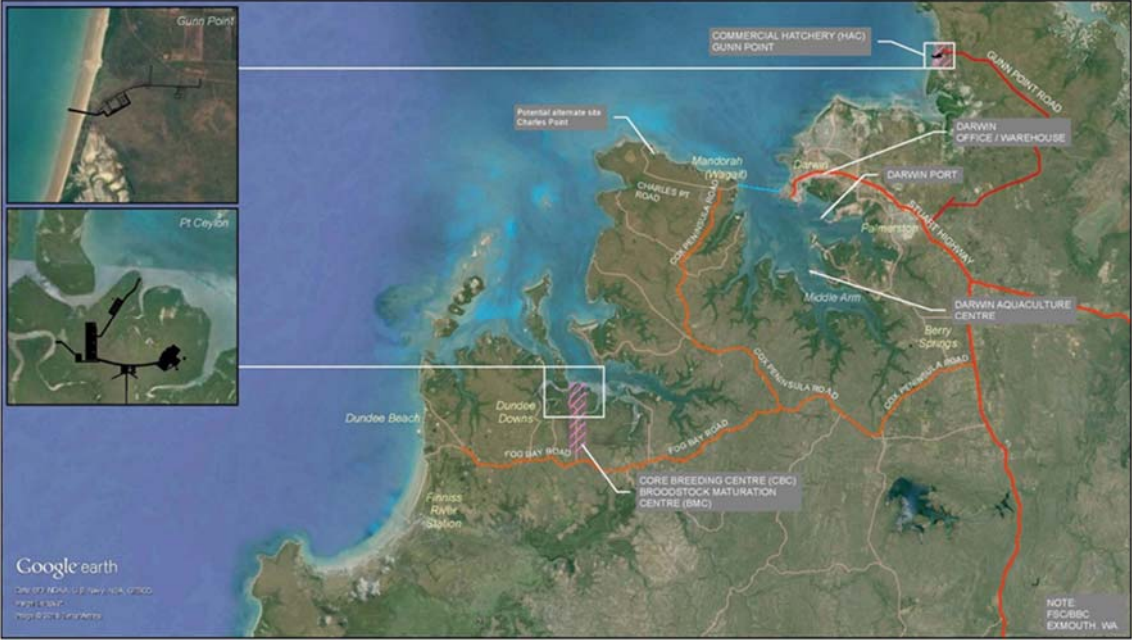 Gunn Point
COMMERCIAL HATCHERY (HAC)
GUNN POINT
GUNN POINT ROAD
Potential alternate site
Charles Point
DARWIN
OFFICE / WAREHOUSE
Mandorah
(Wagait)
Darwin
DARWIN PORT
CHARLES PT
ROAD
COX PENINSULA ROAD
Pt Ceylon
Palmerston
STUART HIGHWAY
Middle Arm
DARWIN AQUACULTURE
CENTRE
Berry
Springs
COX PENINSULA ROAD
COX PENINSULA ROAD
Dundee Beach
Dundee
Downs
FOG BAY ROAD
FOG BAY ROAD
CORE BREEDING CENTRE (CBC)
BROODSTOCK MATURATION
CENTRE (BMC)
Finniss
River
Station
Google earth
NOTE:
FSC/BBC
EXMOUTH. WA